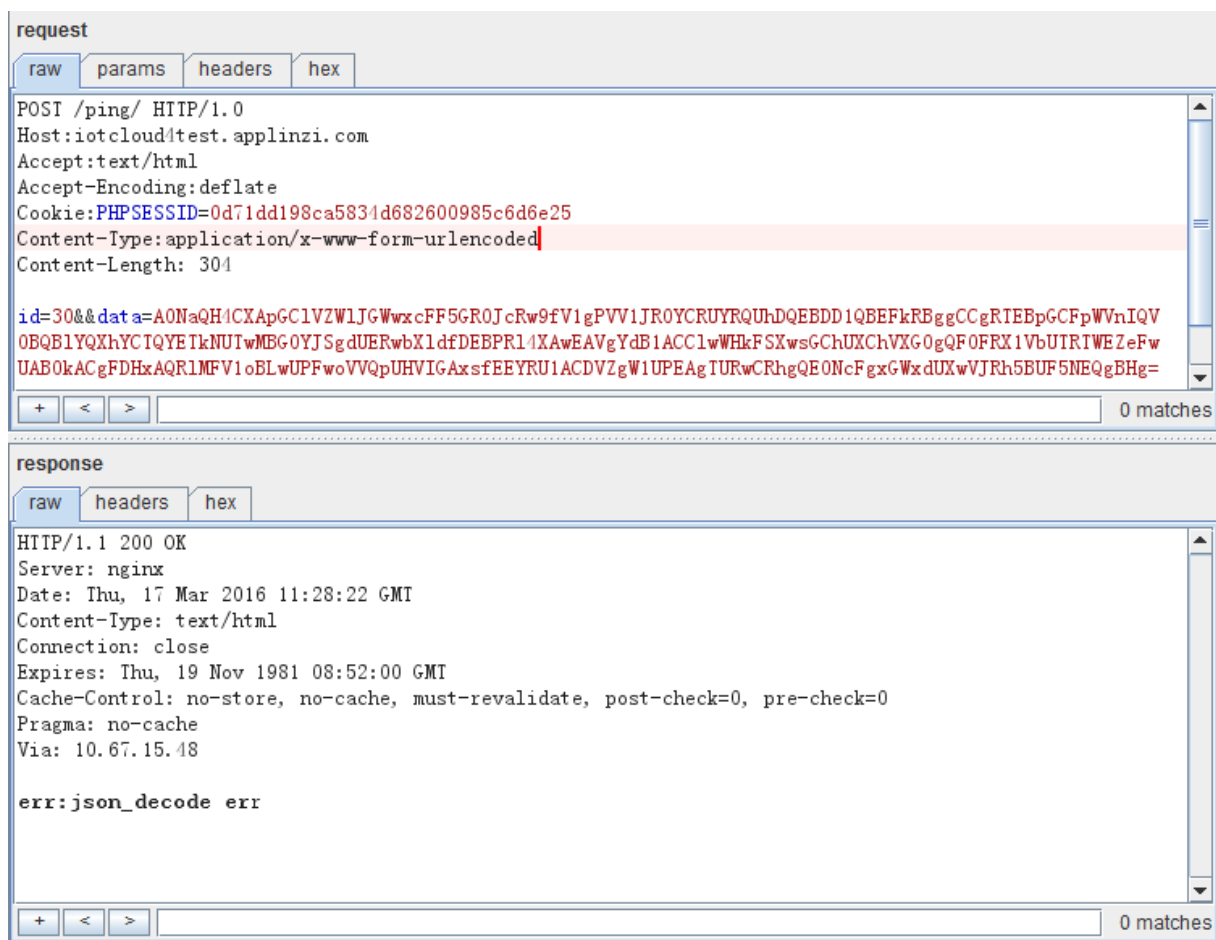 request
raw params headers hex
POST /ping/ HTTP/1.0
Host:iotcloud4test.applinzi.com
Accept:text/html
Accept-Encoding:deflate
Cookie:PHPSESSID=0d71dd198ca5834d682600985c6d6e25
Content-Type:application/x-www-form-urlencoded
Content-Length: 304
id=30&&data=A0NaQH4CXApGClVZWlJGWwxcFF5GR0JcRw9fV1gPVV1JR0YCRUYRQUhDQEBDD1QBEFkRBggCCgRTEBpGCFpWVnIQV
0BQBlYQXhYCTQYETkNUTwMBG0YJSgdUERwbXldfDEBPRl4XAwEAVgYdB1ACClwWHkFSXwsGChUXChVXG0gQF0FRX1VbUTRTWEZeFw
UAB0kACgFDHxAQRlMFV1oBLwUPFwoVVQpUHVIGAxsfEEYRU1ACDVZgW1UPEAgTURwCRhgQE0NcFgxGWxdUXwVJRh5BUF5NEQgBHg=
+ < > 0 matches
response
raw headers hex
HTTP/1.1 200 OK
Server: nginx
Date: Thu, 17 Mar 2016 11:28:22 GMT
Content-Type: text/html
Connection: close
Expires: Thu, 19 Nov 1981 08:52:00 GMT
Cache-Control: no-store, no-cache, must-revalidate, post-check=0, pre-check=0
Pragma: no-cache
Via: 10.67.15.48
err:json_decode err
+ < > 0 matches